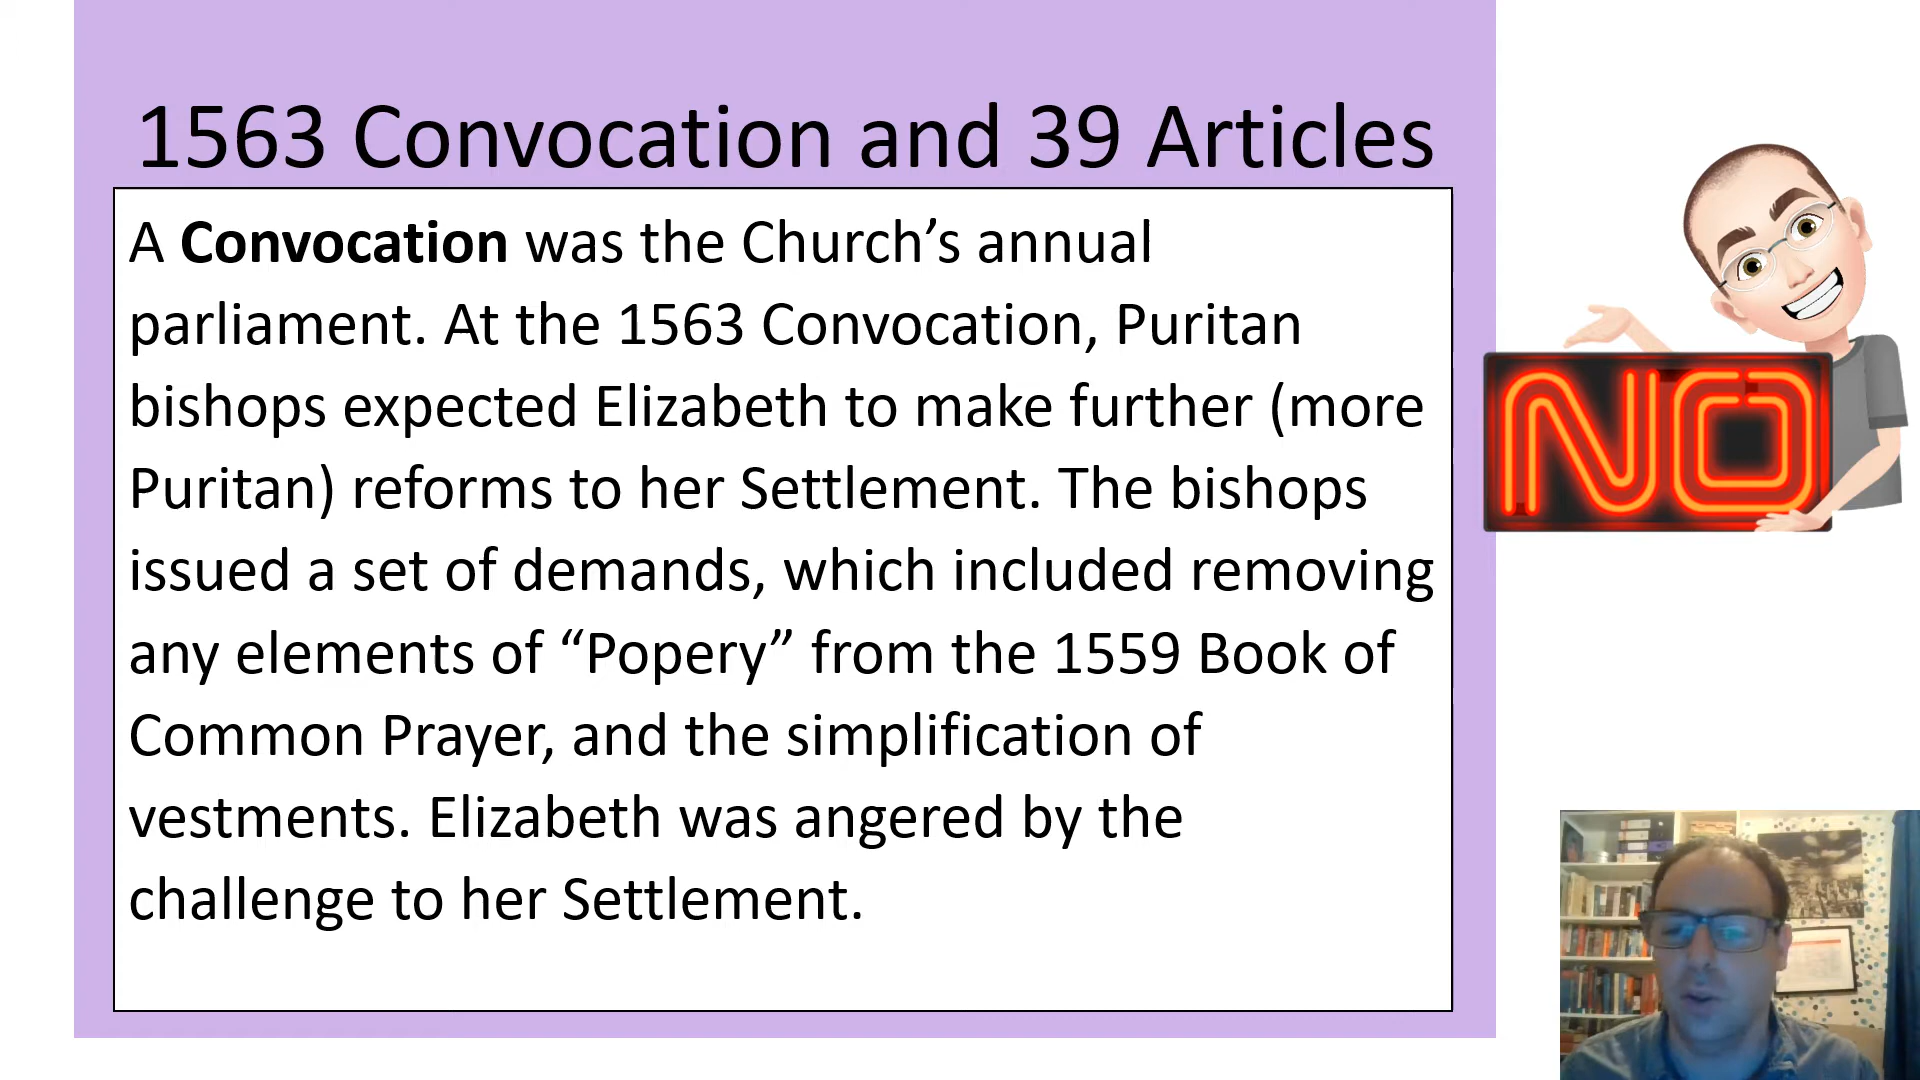 1563 Convocation and 39 Articles
A Convocation was the Church’s annual
parliament. At the 1563 Convocation, Puritan
bishops expected Elizabeth to make further (more
Puritan) reforms to her Settlement. The bishops
issued a set of demands, which included removing
any elements of “Popery” from the 1559 Book of
Common Prayer, and the simplification of
vestments. Elizabeth was angered by the
challenge to her Settlement.
NO